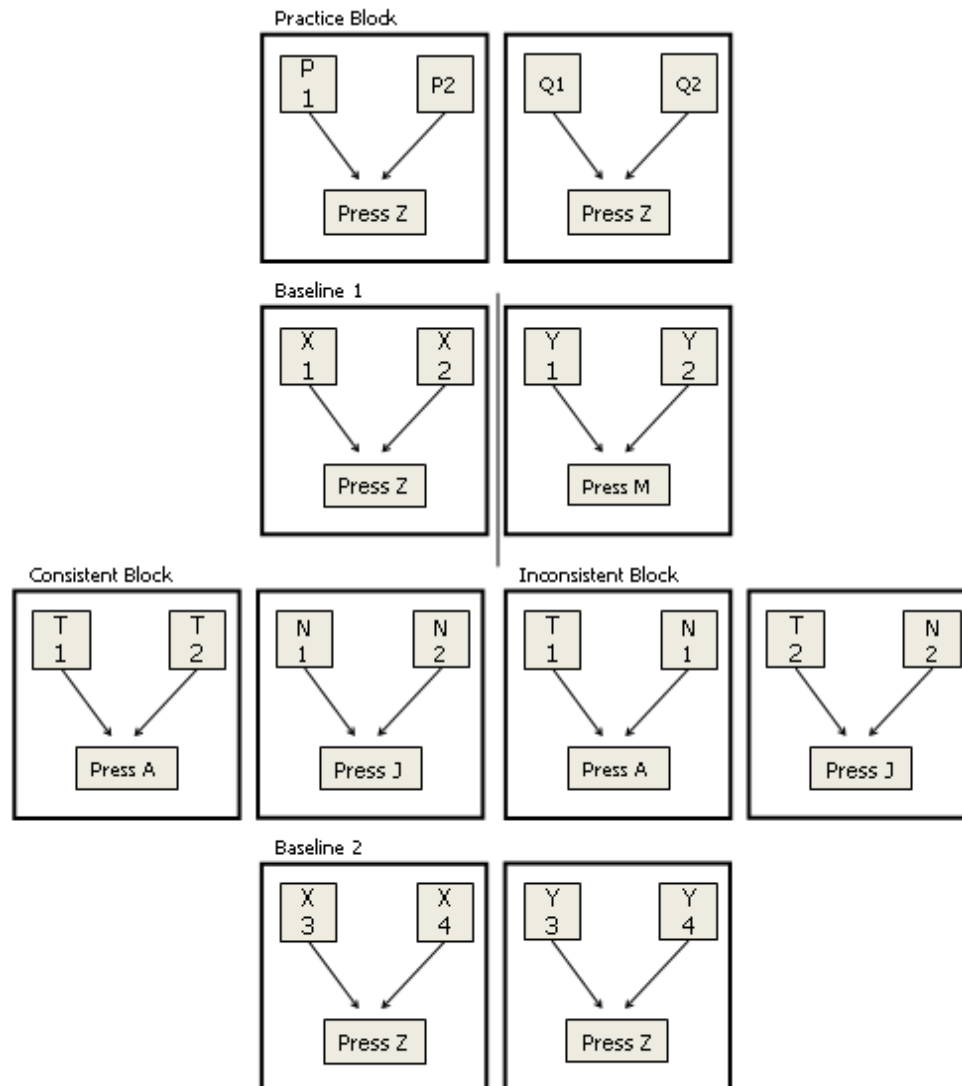 Practice Block
P
1
P2
Q1
Q2
Press Z
Press Z
Baseline 1
X
1
X
2
Y
1
Y
2
Press Z
Press M
Consistent Block
Inconsistent Block
T
1
T
2
N
1
N
2
T
1
N
1
T
2
N
2
Press A
Press J
Press A
Press J
Baseline 2
X
3
X
4
Y
3
Y
4
Press Z
Press Z